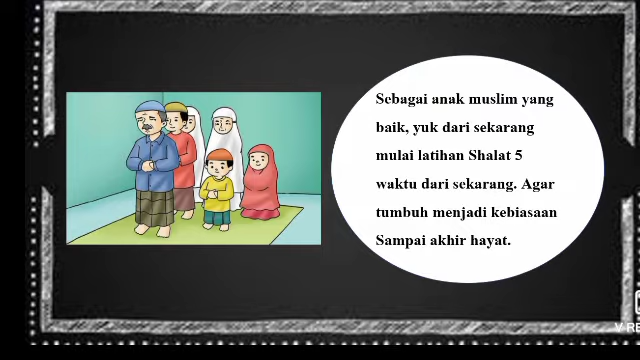 Sebagai anak muslim yang
baik, yuk dari sekarang
mulai latihan Shalat 5
waktu dari sekarang. Agar
tumbuh menjadi kebiasaan
Sampai akhir hayat.